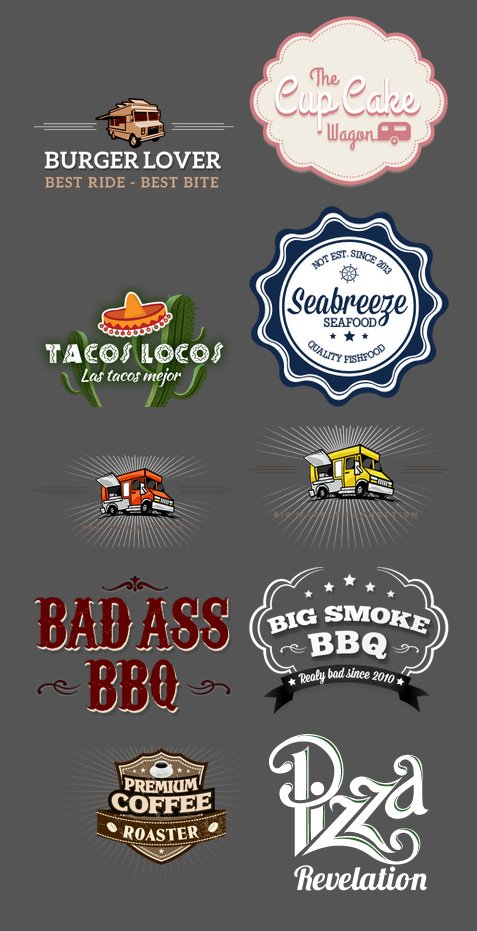 BURGER LOVER
BEST RIDE - BEST BITE
The
Cup Cake
Wagon
TACOS LOCOS
Las tacos mejor
NOT EST. SINCE 2013
Seabreeze
SEAFOOD
QUALITY FISHFOOD
BAD ASS
BBQ
BIG SMOKE
BBQ
Realy bad since 2010
PREMIUM
COFFEE
ROASTER
Pizza
Revelation